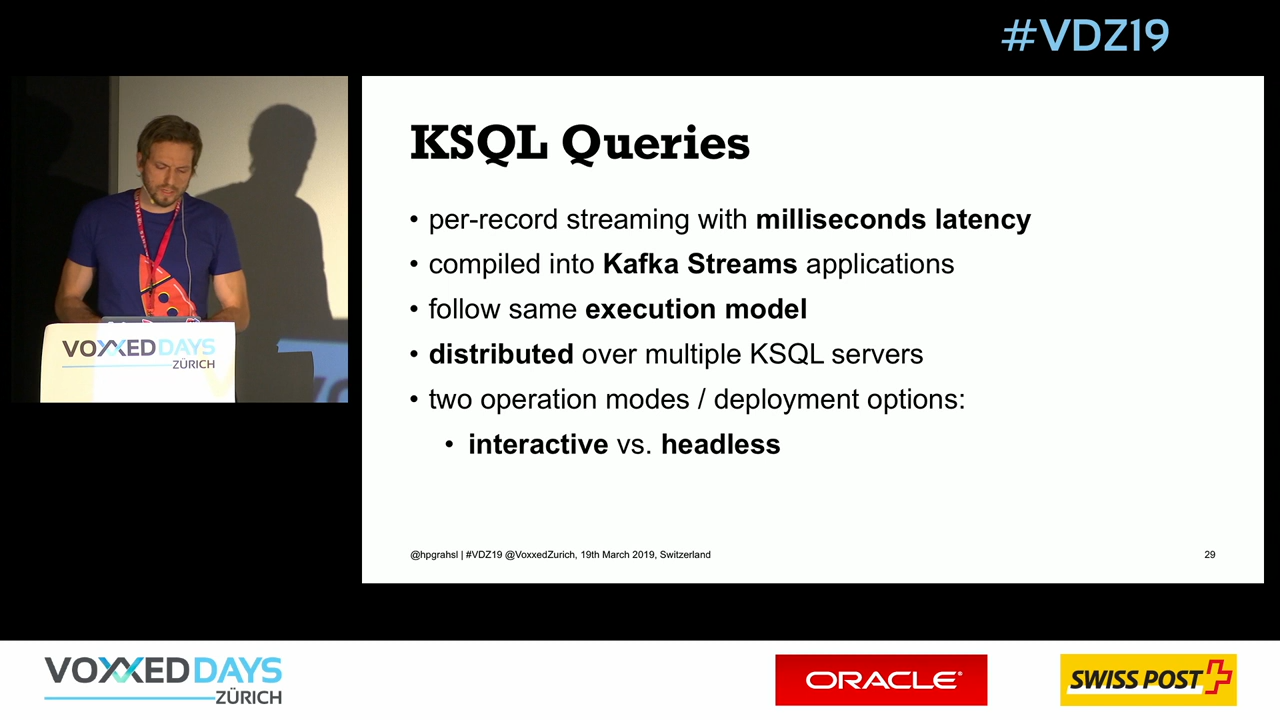 #VDZ19
KSQL Queries
• per-record streaming with milliseconds latency
• compiled into Kafka Streams applications
• follow same execution model
• distributed over multiple KSQL servers
• two operation modes / deployment options:
• interactive vs. headless
@hpgrahsl | #VDZ19 @VoxxedZurich, 19th March 2019, Switzerland
29
VOXXED DAYS
ZÜRICH
VOXXED DAYS
ZÜRICH
ORACLE®
SWISS POST